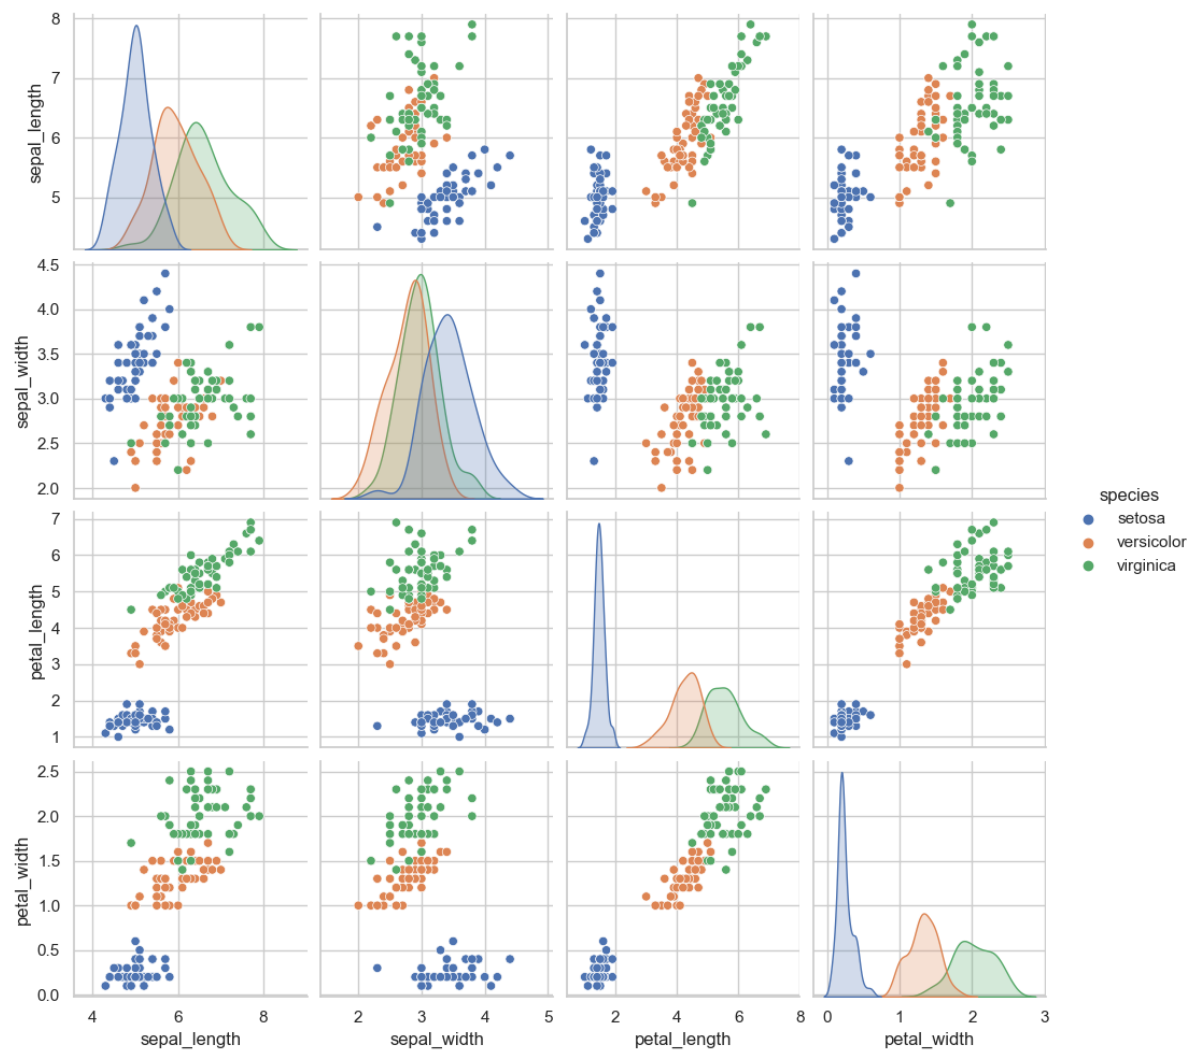 8
7
6
5
sepal_length
4.5
4.0
3.5
3.0
2.5
2.0
sepal_width
species
setosa
versicolor
virginica
7
6
5
4
3
2
1
petal_length
2.5
2.0
1.5
1.0
0.5
0.0
petal_width
4 6 8 2 3 4 5 2 4 6 8 0 1 2 3
sepal_length sepal_width petal_length petal_width